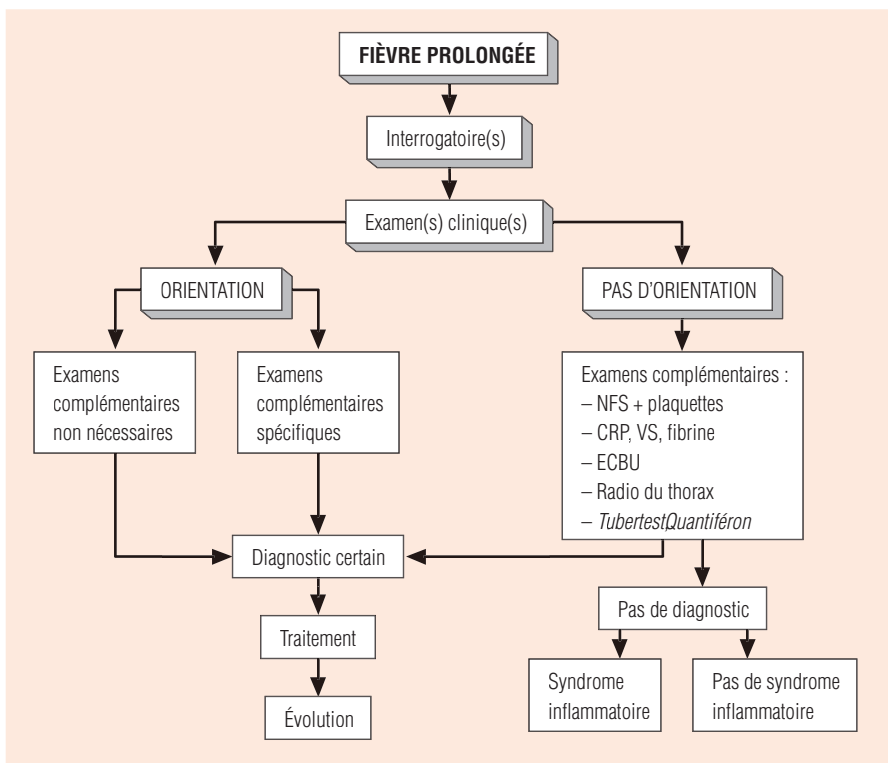 FIÈVRE PROLONGÉE
Interrogatoire(s)
Examen(s) clinique(s)
ORIENTATION
PAS D'ORIENTATION
Examens
complémentaires
non nécessaires
Examens
complémentaires
spécifiques
Examens complémentaires :
– NFS + plaquettes
– CRP, VS, fibrine
– ECBU
– Radio du thorax
– TubertestQuantiféron
Diagnostic certain
Pas de diagnostic
Traitement
Syndrome
inflammatoire
Pas de syndrome
inflammatoire
Évolution